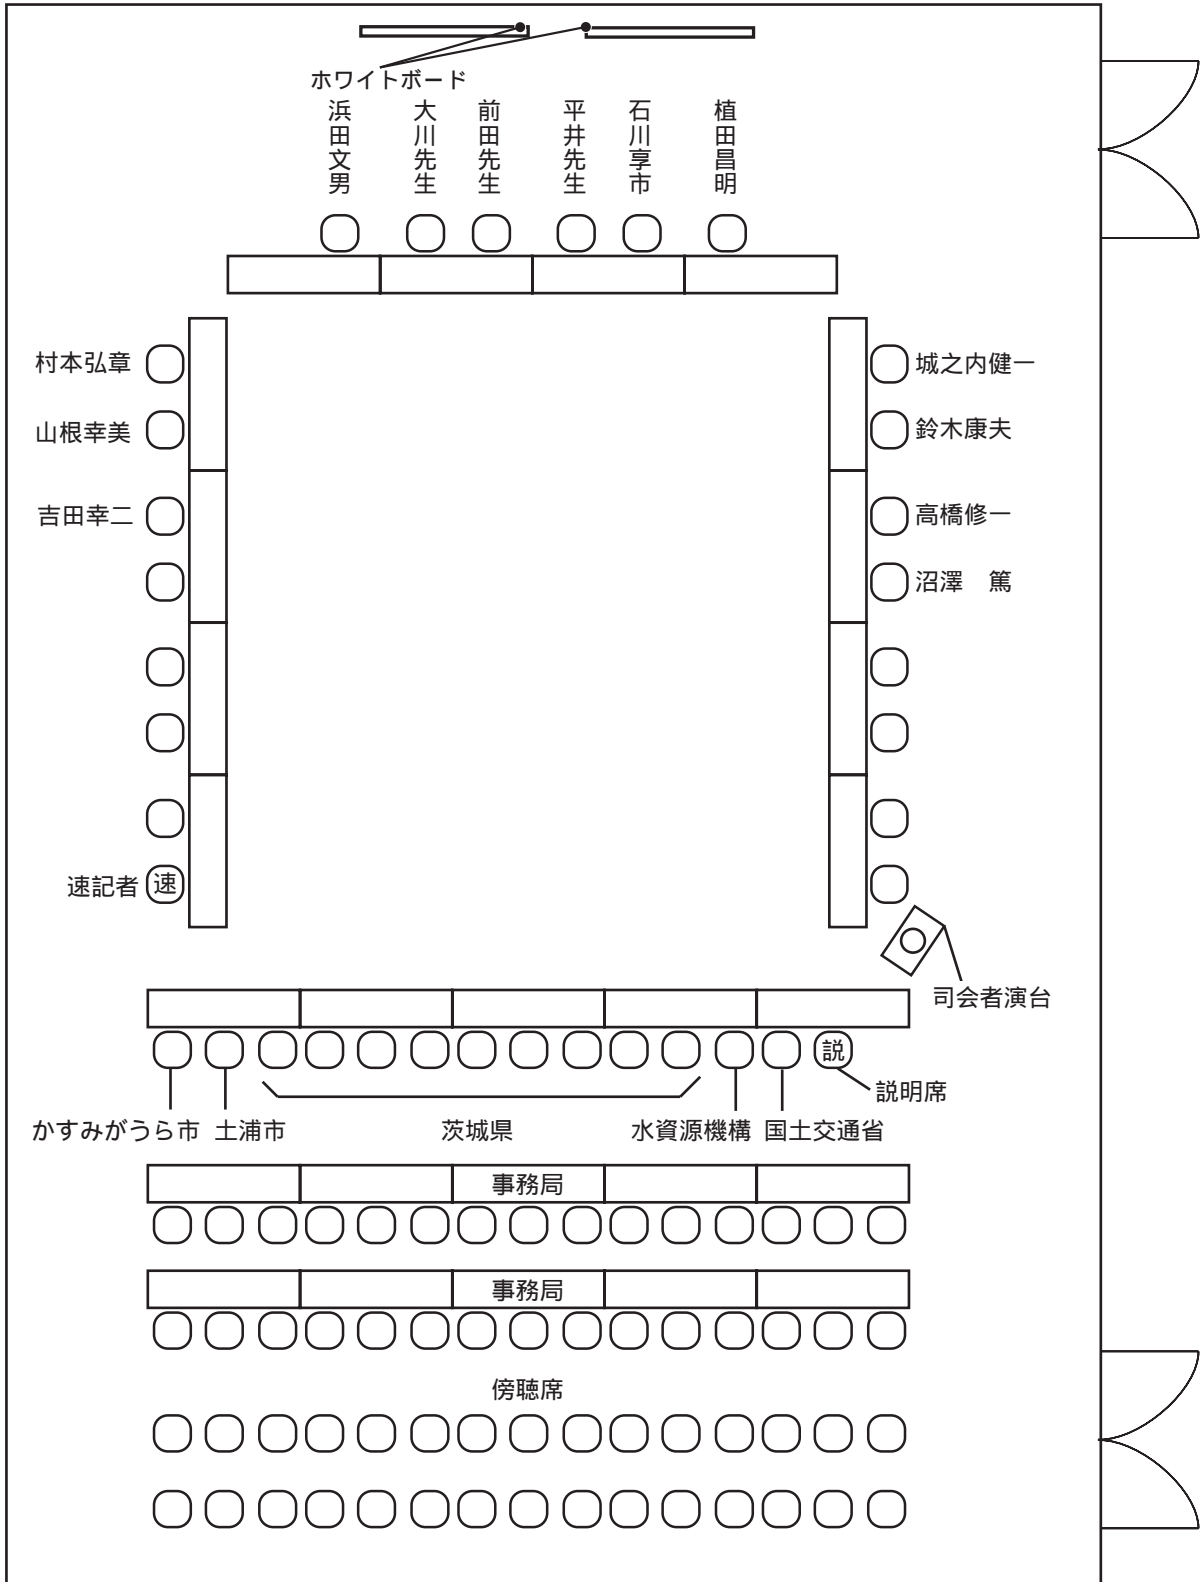 ホワイトボード
浜田文男
大川先生
前田先生
平井先生
石川享市
植田昌明
村本弘章
城之内健一
山根幸美
鈴木康夫
吉田幸二
高橋修一
沼澤　篤
速記者
速
司会者演台
説
説明席
かすみがうら市
土浦市
茨城県
水資源機構
国土交通省
事務局
事務局
傍聴席